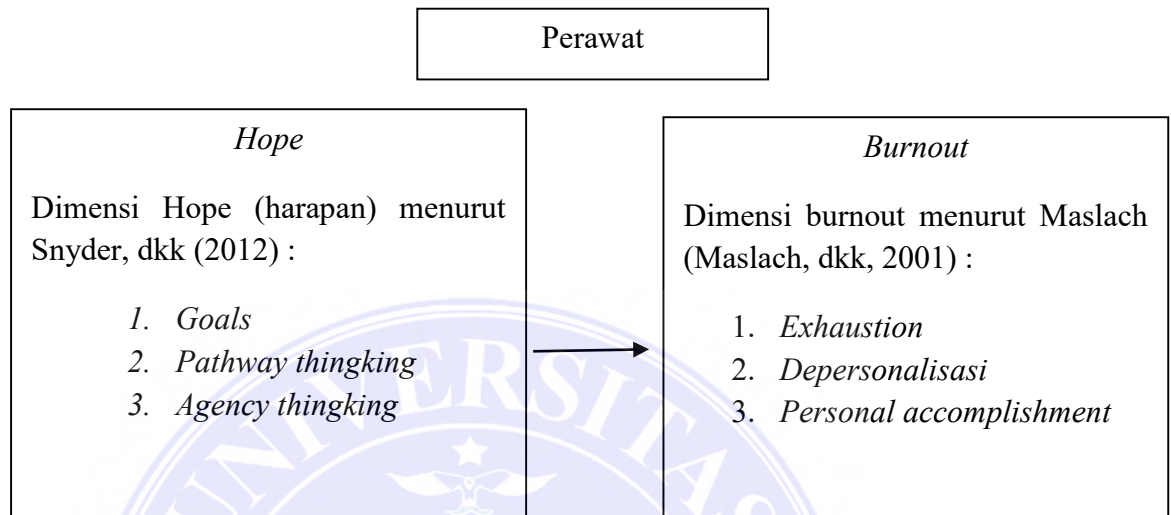 Perawat
Hope
Dimensi Hope (harapan) menurut
Snyder, dkk (2012) :
1. Goals
2. Pathway thingking
3. Agency thingking
Burnout
Dimensi burnout menurut Maslach
(Maslach, dkk, 2001) :
1. Exhaustion
2. Depersonalisasi
3. Personal accomplishment
UNIVERSITAS